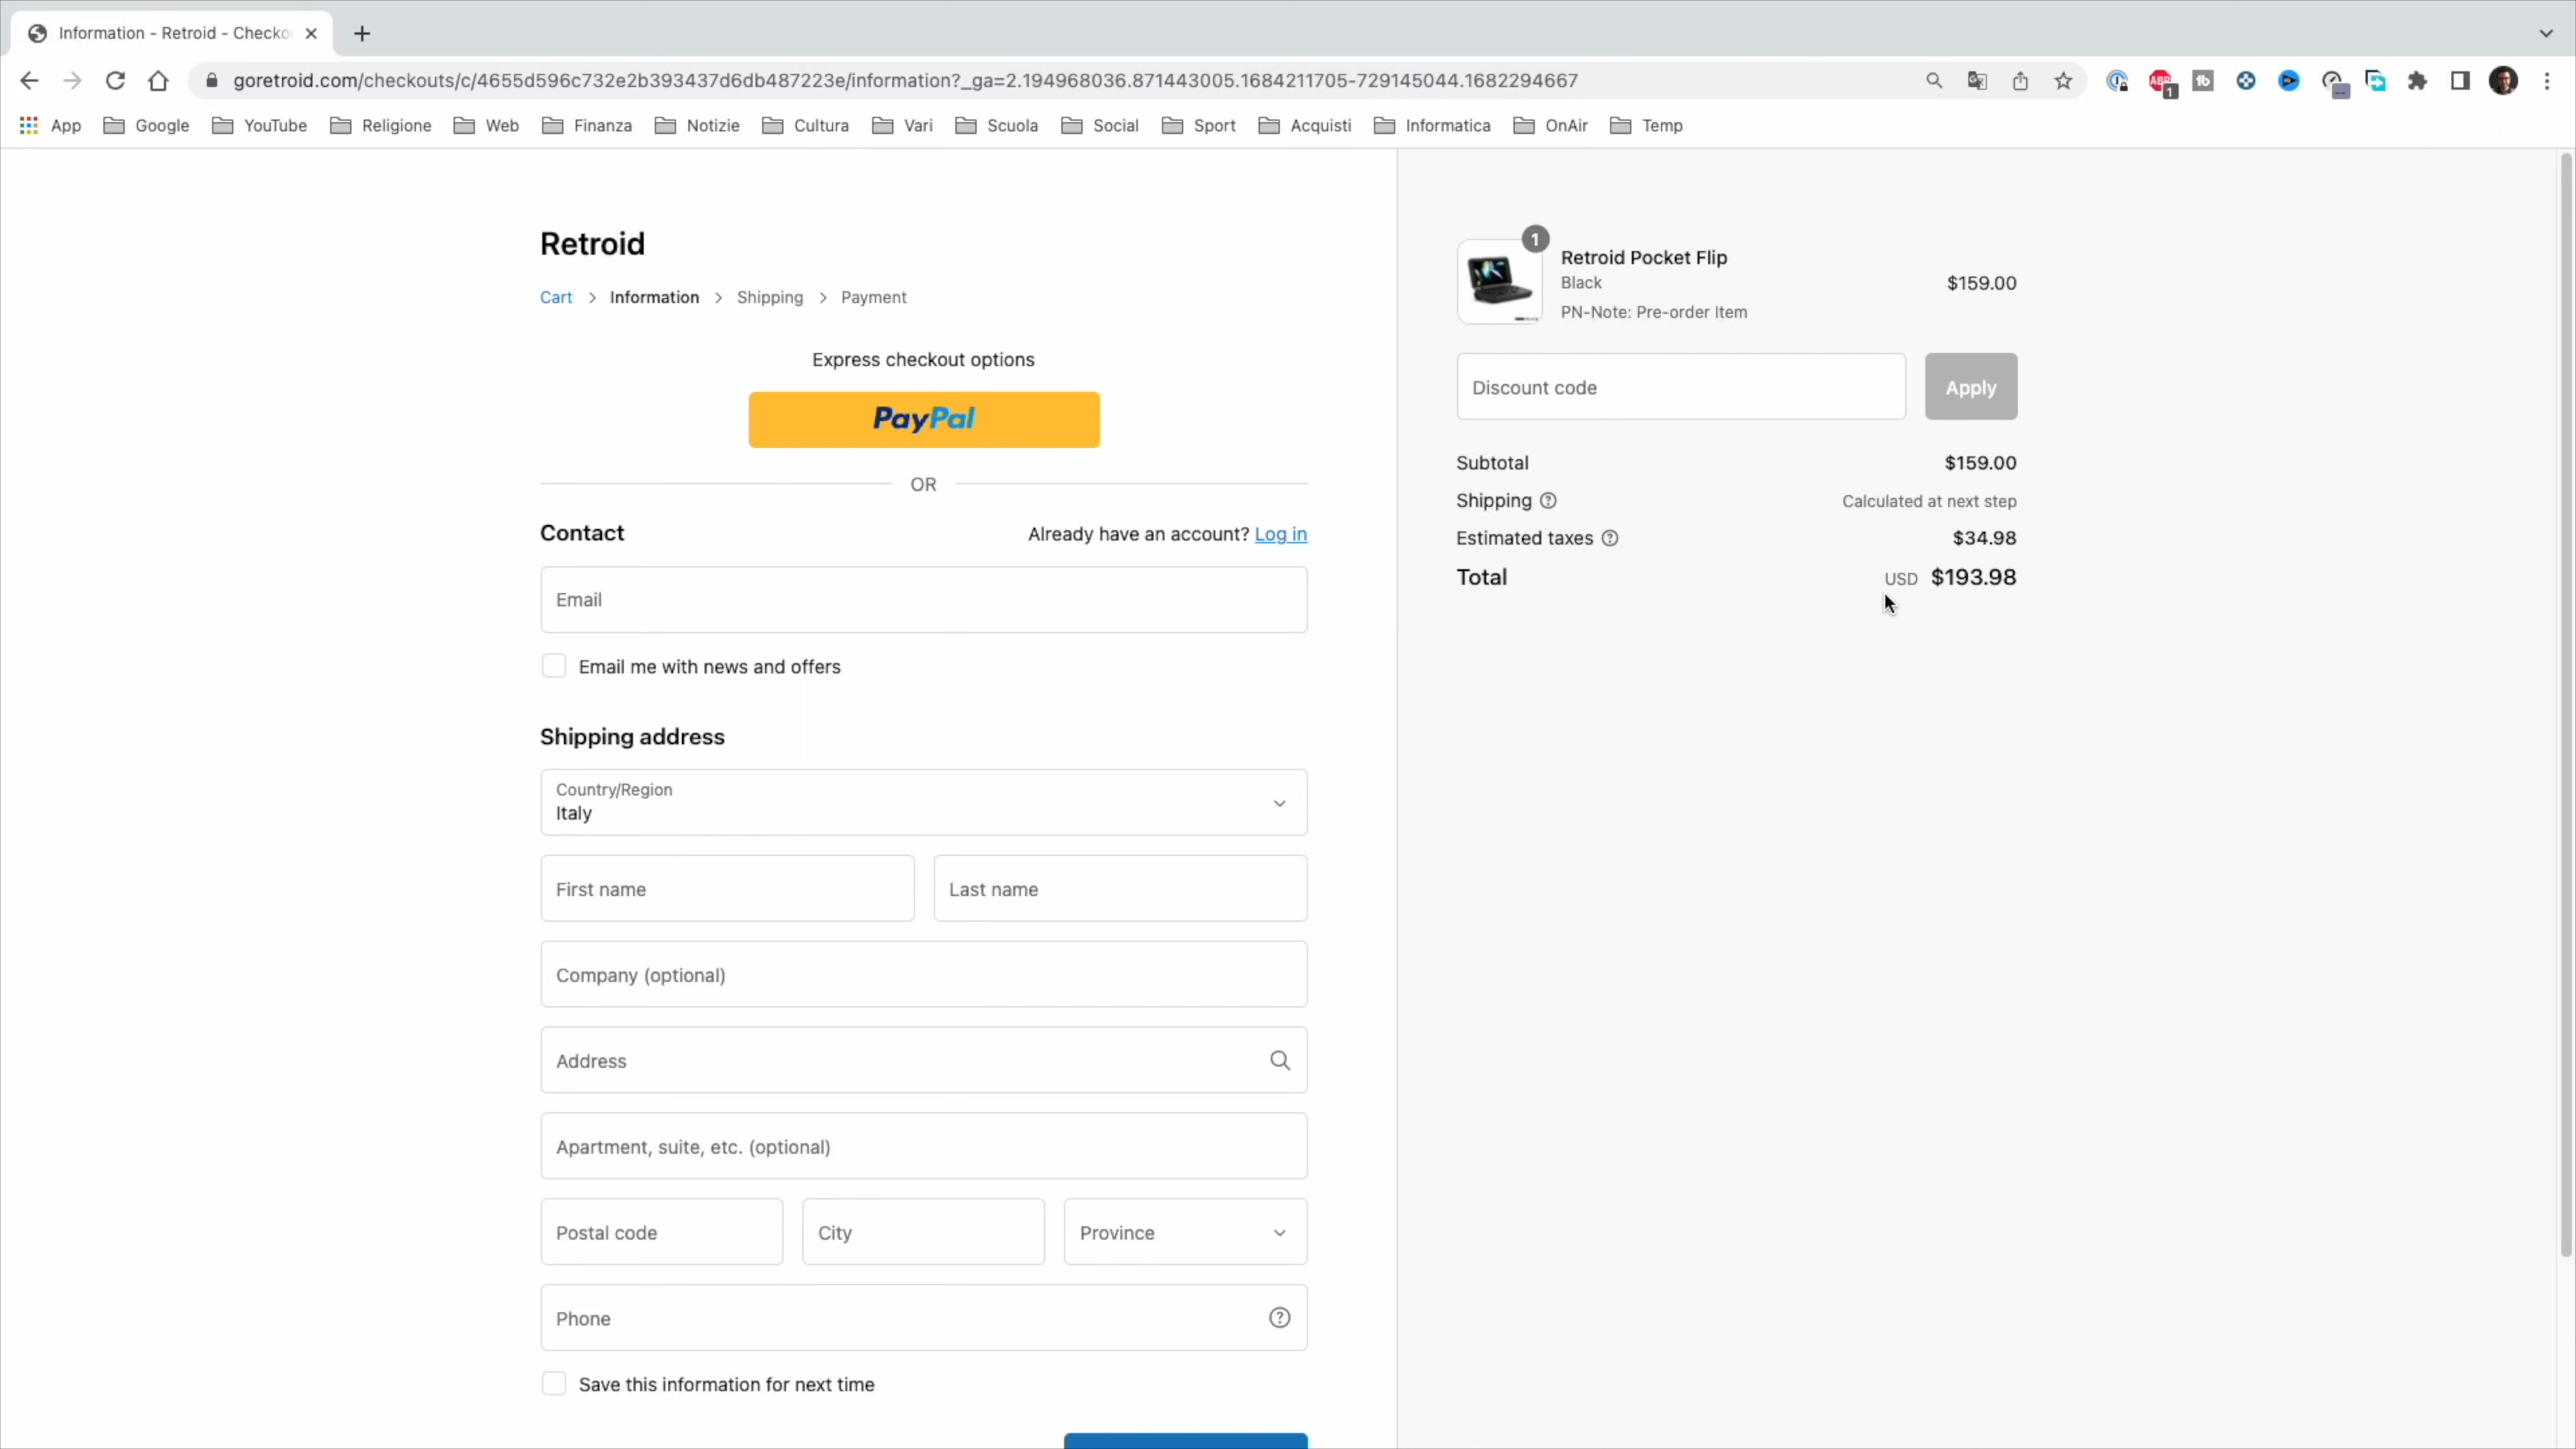 Information - Retroid - Checko
goretroid.com/checkouts/c/4655d596c732e2b393437d6db487223e/information?_ga=2.194968036.871443005.1684211705-729145044.1682294667
ABP
1
tb
App
Google
YouTube
Religione
Web
Finanza
Notizie
Cultura
Vari
Scuola
Social
Sport
Acquisti
Informatica
OnAir
Temp
Retroid
Cart > Information > Shipping > Payment
Express checkout options
PayPal
OR
Contact
Already have an account? Log in
Email
Email me with news and offers
Shipping address
Country/Region
Italy
First name
Last name
Company (optional)
Address
Apartment, suite, etc. (optional)
Postal code
City
Province
Phone
Save this information for next time
1
Retroid Pocket Flip
Black
PN-Note: Pre-order Item
$159.00
Discount code
Apply
Subtotal $159.00
Shipping Calculated at next step
Estimated taxes $34.98
Total USD $193.98